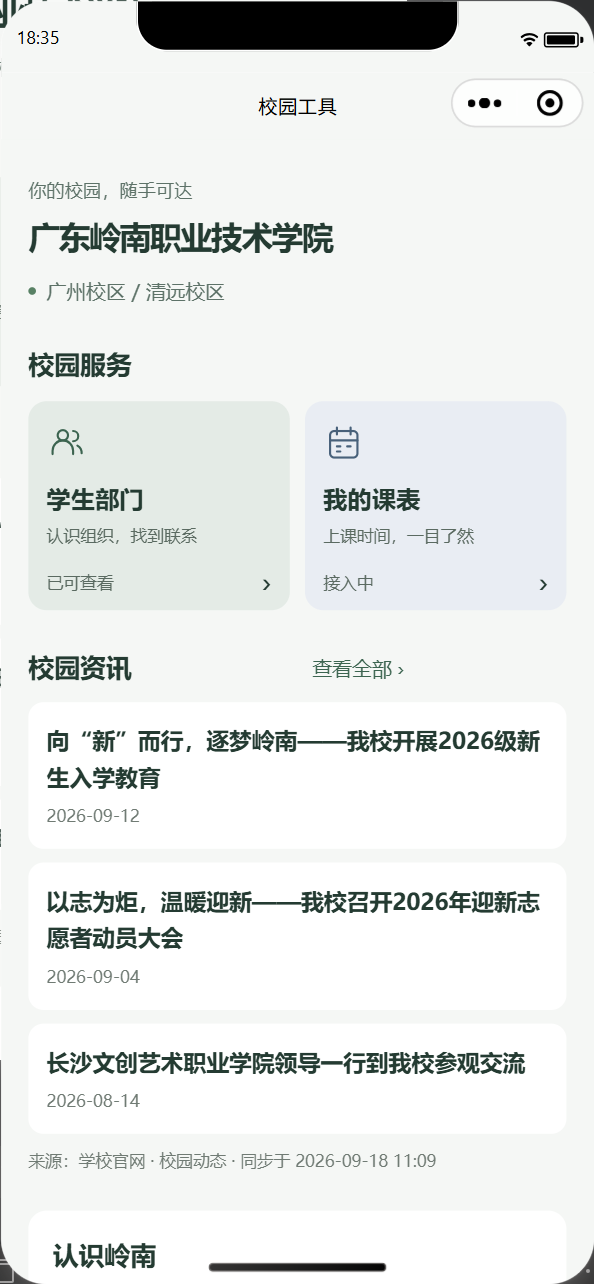 18:35
校园工具
你的校园，随手可达
广东岭南职业技术学院
广州校区 / 清远校区
校园服务
学生部门
认识组织，找到联系
已可查看
我的课表
上课时间，一目了然
接入中
校园资讯
查看全部 ›
向“新”而行，逐梦岭南——我校开展2026级新
生入学教育
2026-09-12
以志为炬，温暖迎新——我校召开2026年迎新志
愿者动员大会
2026-09-04
长沙文创艺术职业学院领导一行到我校参观交流
2026-08-14
来源：学校官网 · 校园动态 · 同步于 2026-09-18 11:09
认识岭南